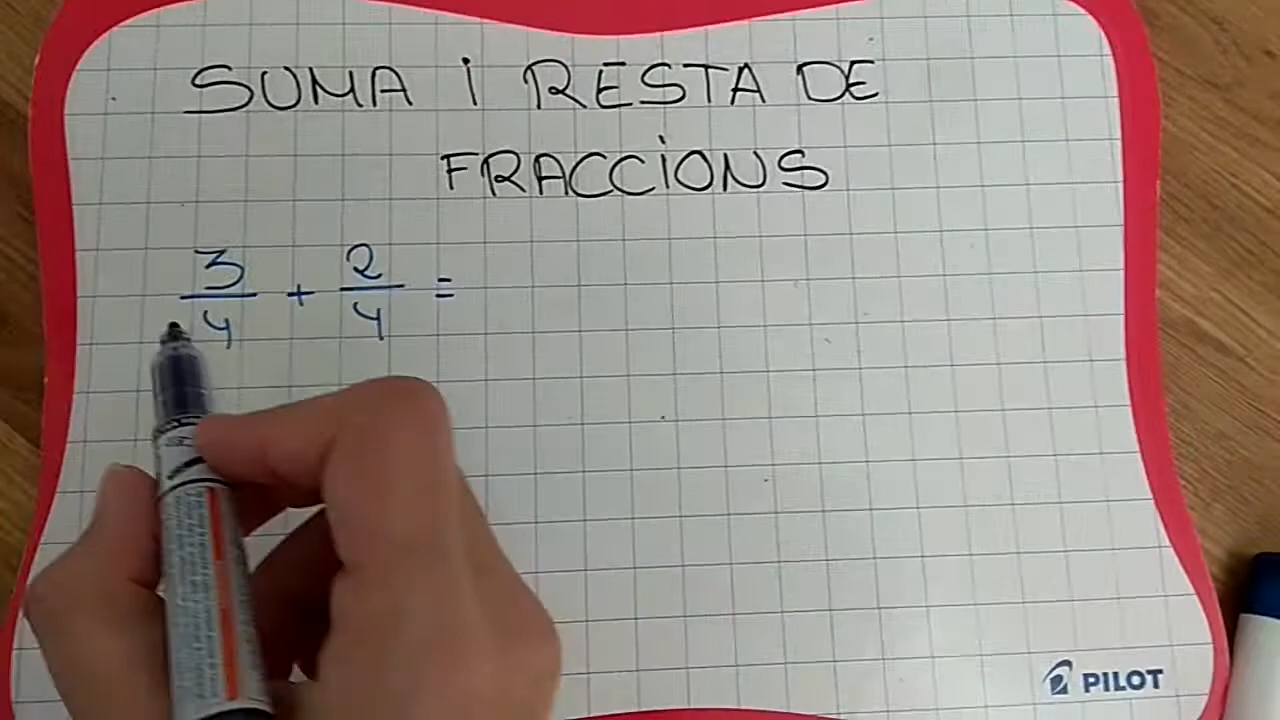 SUMA I RESTA DE
FRACCIONS
3/4 + 2/4 =
PILOT